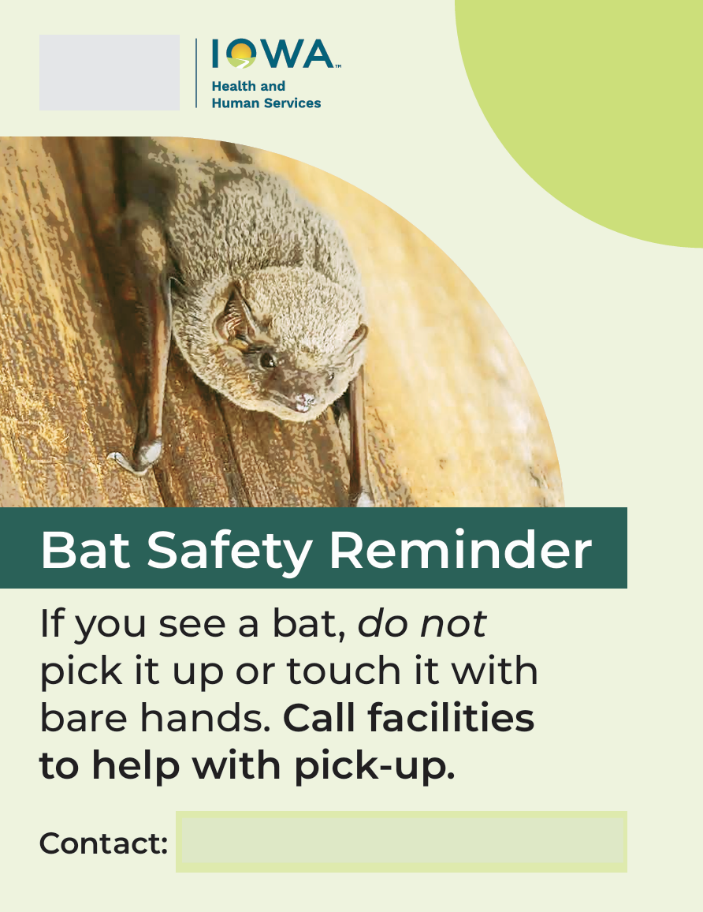 IOWA™
Health and
Human Services
Bat Safety Reminder
If you see a bat, do not
pick it up or touch it with
bare hands. Call facilities
to help with pick-up.
Contact: